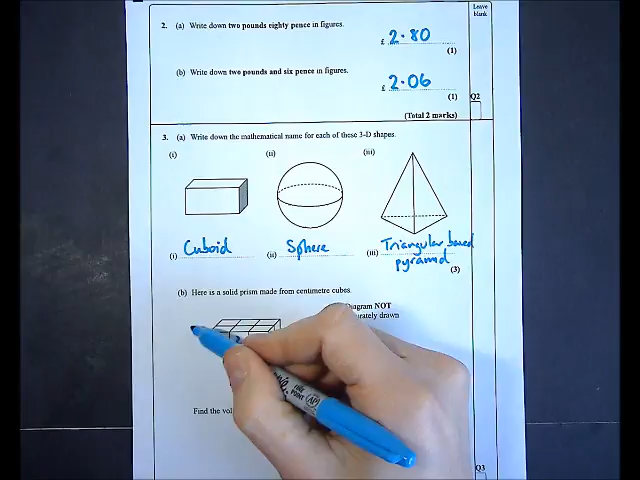 Leave
blank
2. (a) Write down two pounds eighty pence in figures.
£ 2.80
(1)
(b) Write down two pounds and six pence in figures.
£ 2.06
(1) Q2
(Total 2 marks)
3. (a) Write down the mathematical name for each of these 3-D shapes.
(i) (ii) (iii)
(i) Cuboid (ii) Sphere (iii) Triangular based
pyramid
(3)
(b) Here is a solid prism made from centimetre cubes.
Diagram NOT
drawn
Find the
Q3